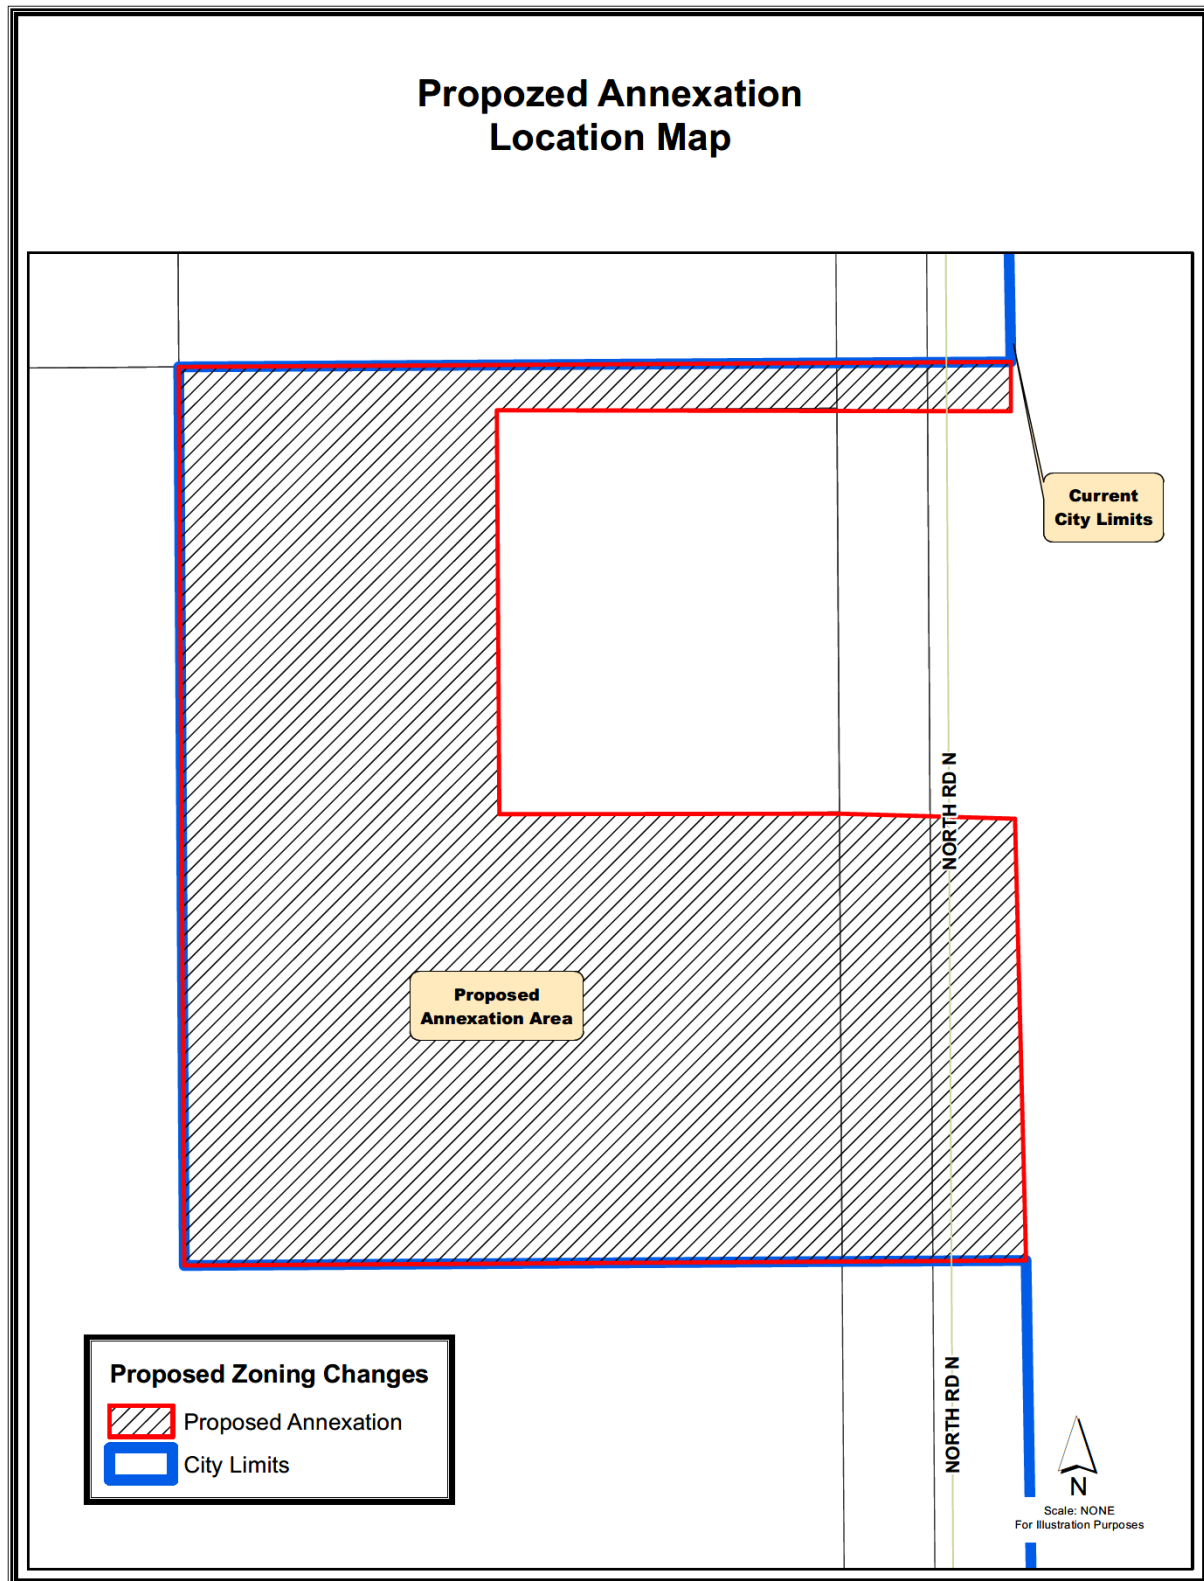 Propozed Annexation
Location Map
Current
City Limits
NORTH RD N
Proposed
Annexation Area
NORTH RD N
Proposed Zoning Changes
Proposed Annexation
City Limits
N
Scale: NONE
For Illustration Purposes